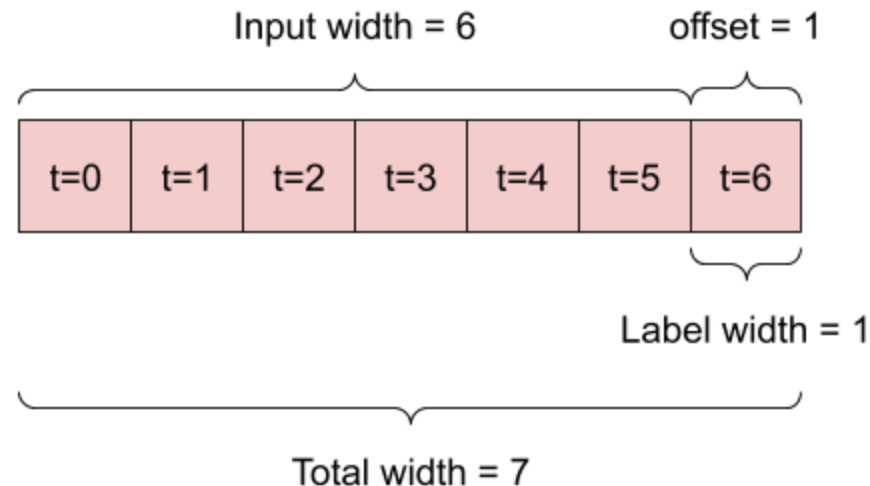 Input width = 6 offset = 1
t=0 t=1 t=2 t=3 t=4 t=5 t=6
Label width = 1
Total width = 7